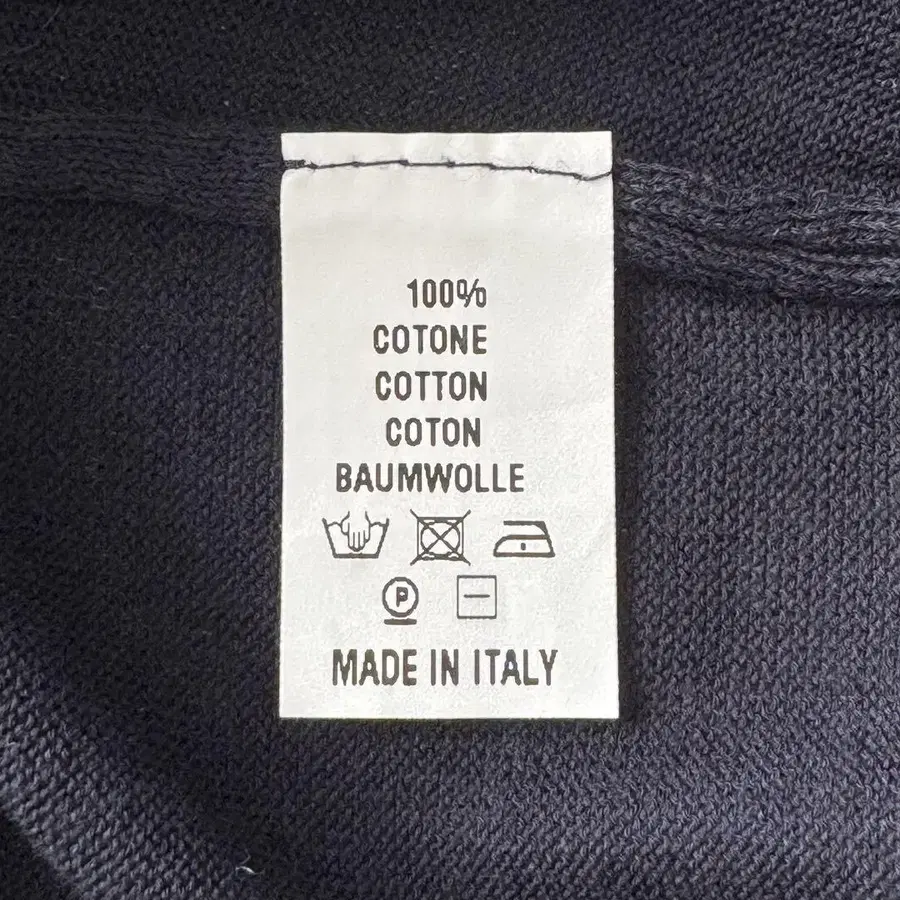 100%
COTONE
COTTON
COTON
BAUMWOLLE
P
MADE IN ITALY